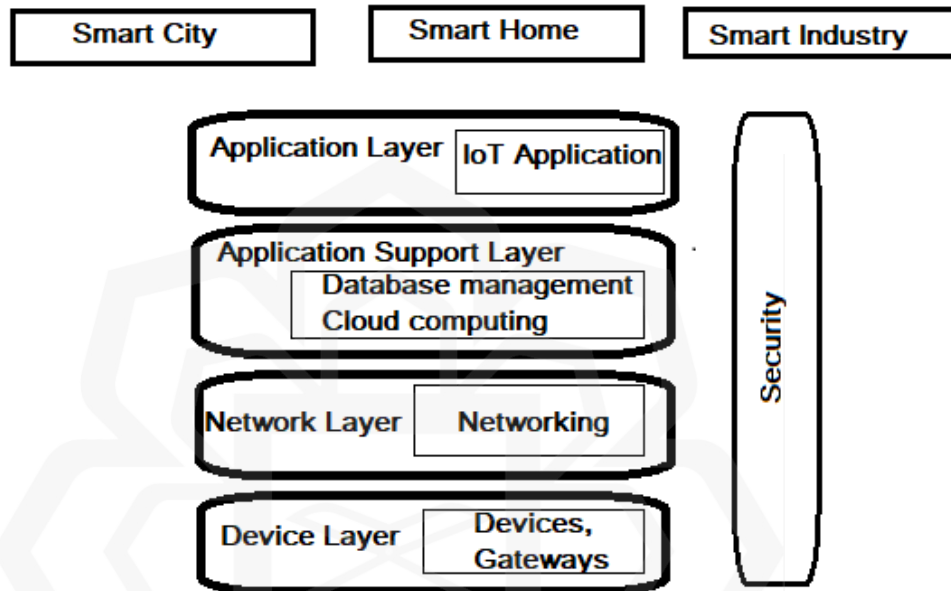 Smart City
Smart Home
Smart Industry
Application Layer
IoT Application
Application Support Layer
Database management
Cloud computing
Network Layer
Networking
Device Layer
Devices,
Gateways
Security